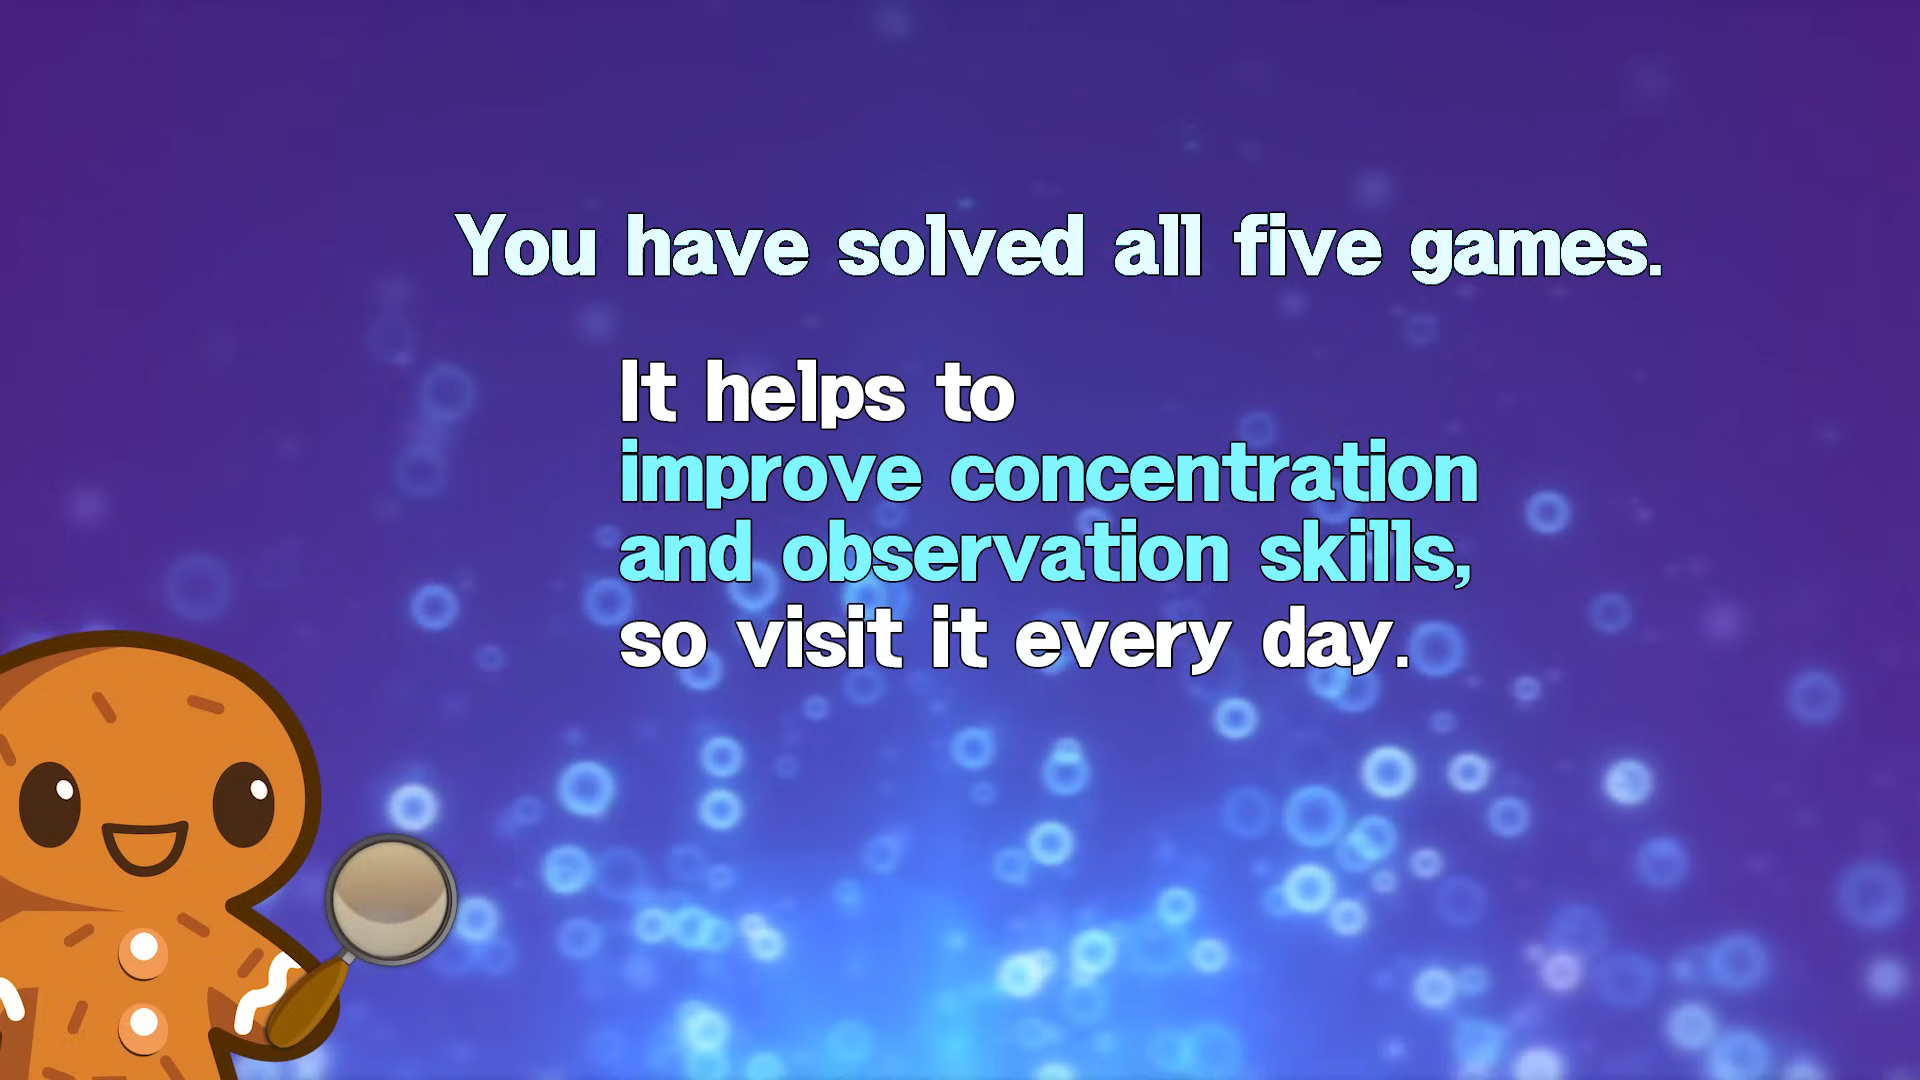 You have solved all five games.
It helps to
improve concentration
and observation skills,
so visit it every day.